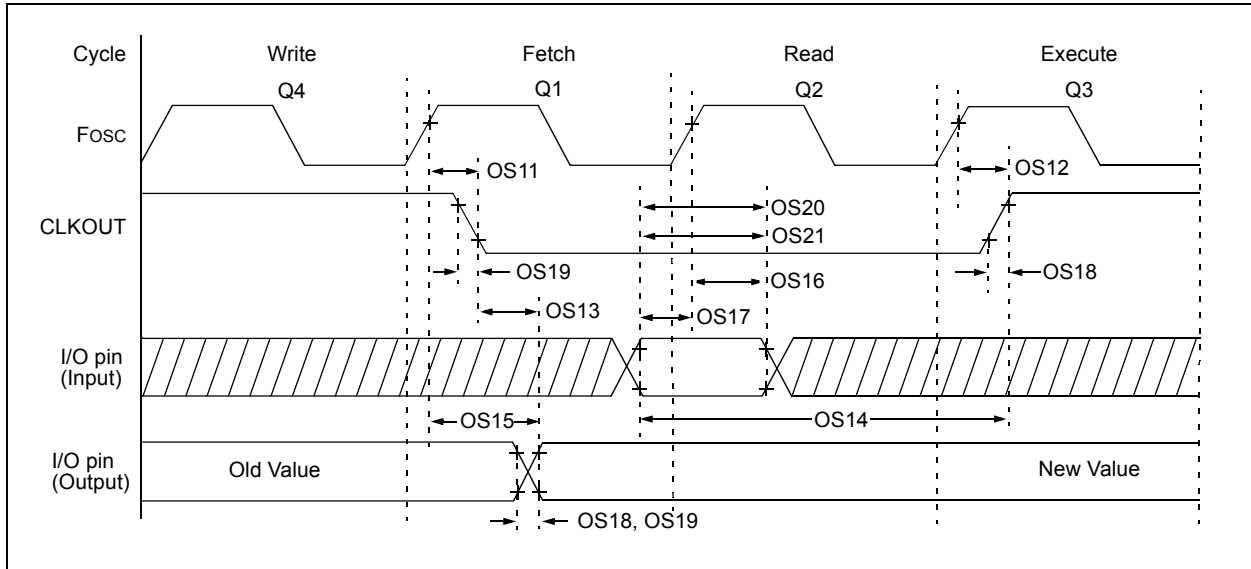 Cycle Write Fetch Read Execute
Q4 Q1 Q2 Q3
FOSC
OS11 OS12
OS20
CLKOUT
OS21
OS19 OS16 OS18
OS13 OS17
I/O pin
(Input)
OS15 OS14
I/O pin
(Output)
Old Value New Value
OS18, OS19